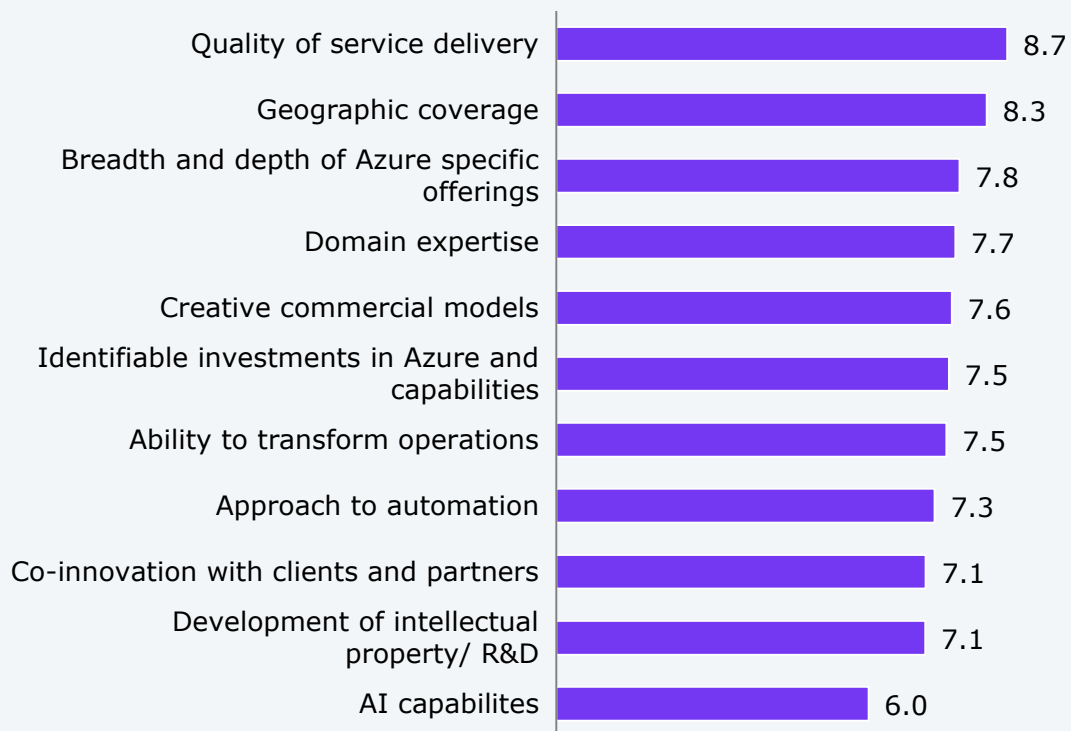 Quality of service delivery 8.7
Geographic coverage 8.3
Breadth and depth of Azure specific
offerings 7.8
Domain expertise 7.7
Creative commercial models 7.6
Identifiable investments in Azure and
capabilities 7.5
Ability to transform operations 7.5
Approach to automation 7.3
Co-innovation with clients and partners 7.1
Development of intellectual
property/ R&D 7.1
AI capabilites 6.0